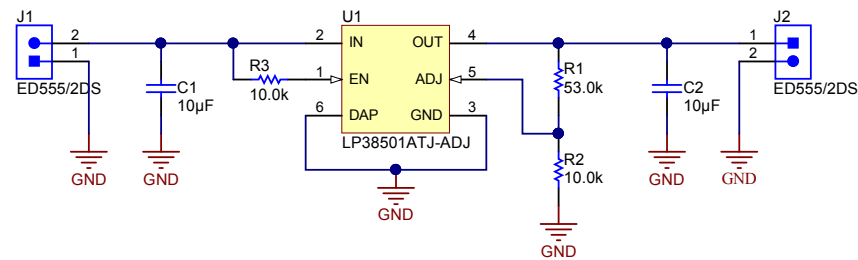 J1
2
1
ED555/2DS
GND
C1
10µF
GND
R3
10.0k
U1
2 IN
1 EN
6 DAP
OUT 4
ADJ 5
GND 3
LP38501ATJ-ADJ
GND
R1
53.0k
R2
10.0k
GND
C2
10µF
GND
J2
1
2
ED555/2DS
GND